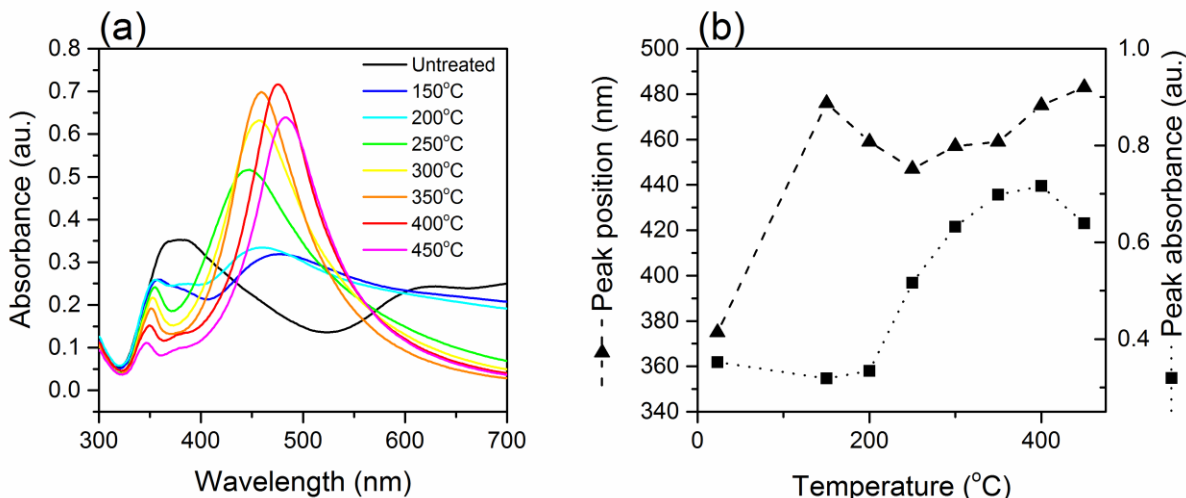 (a)
0.8
0.7
0.6
0.5
0.4
0.3
0.2
0.1
0.0
Absorbance (au.)
300 400 500 600 700
Wavelength (nm)
Untreated
150°C
200°C
250°C
300°C
350°C
400°C
450°C
(b)
500
480
460
440
420
400
380
360
340
Peak position (nm)
0 200 400
Temperature (°C)
1.0
0.8
0.6
0.4
Peak absorbance (au.)